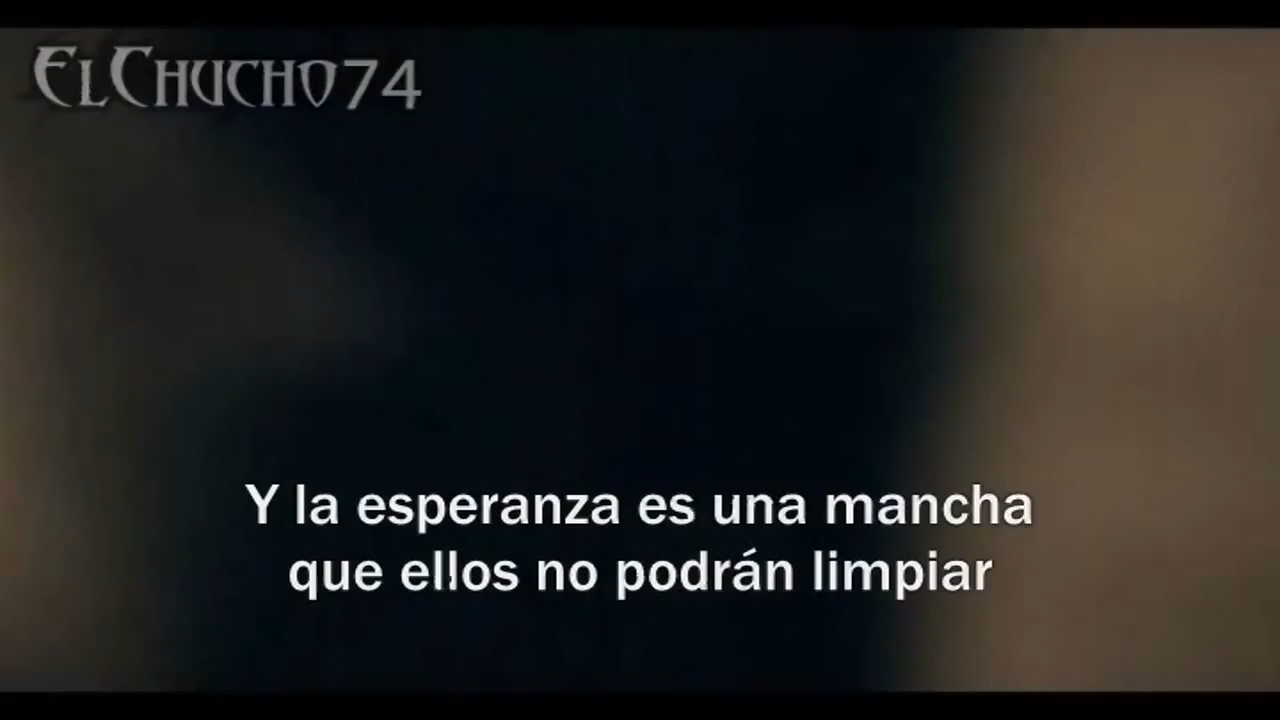 ElChucho74
Y la esperanza es una mancha
que ellos no podrán limpiar